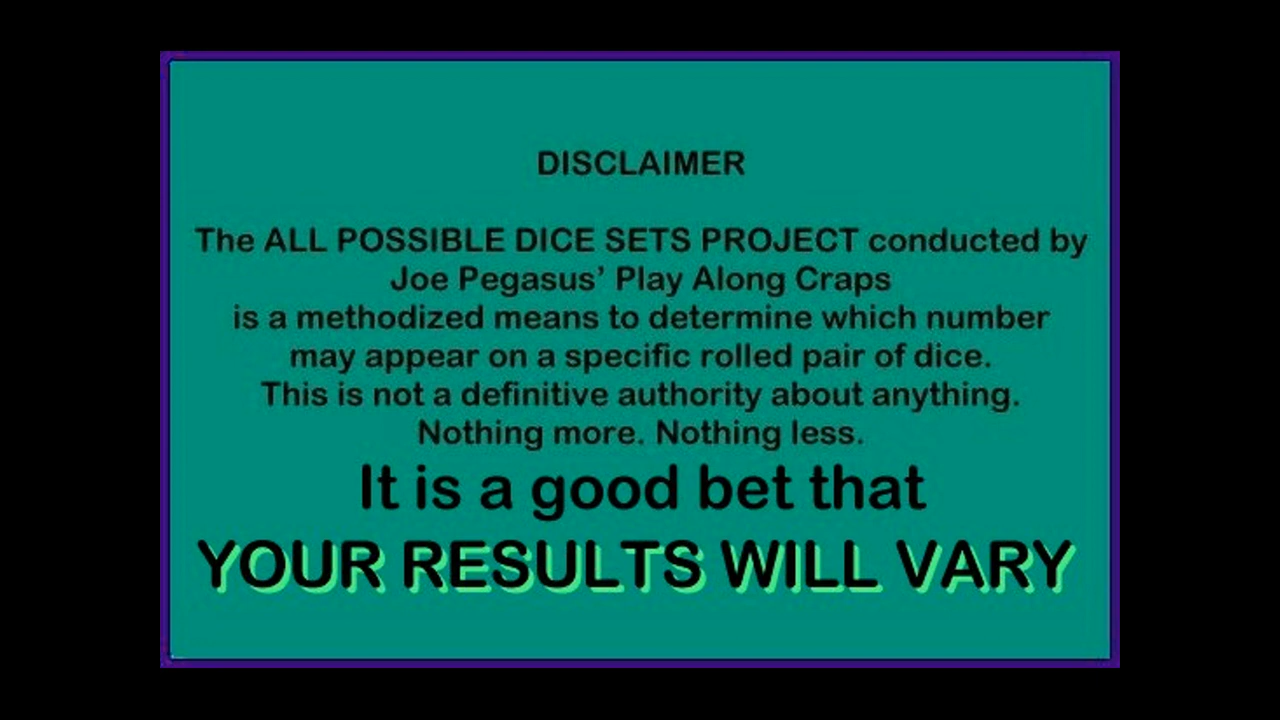 DISCLAIMER
The ALL POSSIBLE DICE SETS PROJECT conducted by
Joe Pegasus’ Play Along Craps
is a methodized means to determine which number
may appear on a specific rolled pair of dice.
This is not a definitive authority about anything.
Nothing more. Nothing less.
It is a good bet that
YOUR RESULTS WILL VARY